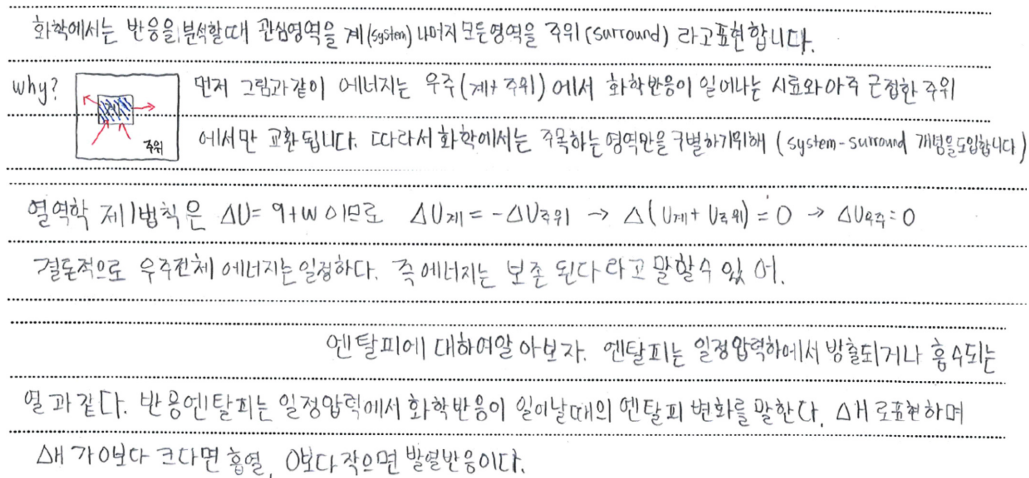 화학에서는 반응을 분석할때 관심영역을 계(system) 나머지 모든영역을 주위(surround) 라고표현합니다.
why? 계 주위 먼저 그림과같이 에너지는 우주(계+주위)에서 화학반응이 일어나는 시료와아주 근접한 주위
에서만 교환됩니다. 따라서 화학에서는 주목하는 영역만을 구별하기위해 (system-surround 개념을도입합니다)
열역학 제1법칙은 ΔU= q+w 이므로 ΔU계 = -ΔU주위 → Δ(U계+U주위)=0 → ΔU우주=0
결론적으로 우주전체 에너지는 일정하다. 즉 에너지는 보존 된다 라고 말할수 있 어.
엔탈피에 대하여알아보자. 엔탈피는 일정압력하에서 방출되거나 흡수되는
열과같다. 반응엔탈피는 일정압력에서 화학반응이 일어날때의 엔탈피 변화를 말한다. ΔH 로표현하며
ΔH 가 0보다 크다면 흡열, 0보다작으면 발열반응이다.